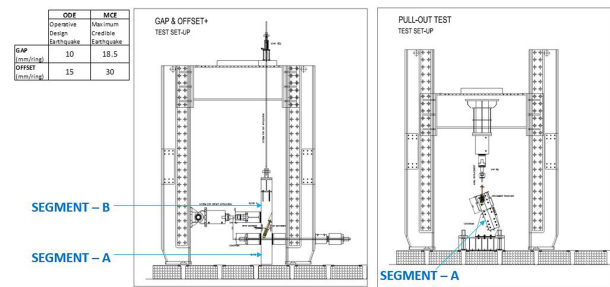 ODE MCE
Operative Maximum
Design Credible
Earthquake Earthquake
GAP
(mm/ring) 10 18.5
OFFSET
(mm/ring) 15 30
GAP & OFFSET+
TEST SET-UP
SEGMENT – B
SEGMENT – A
PULL-OUT TEST
TEST SET-UP
SEGMENT – A